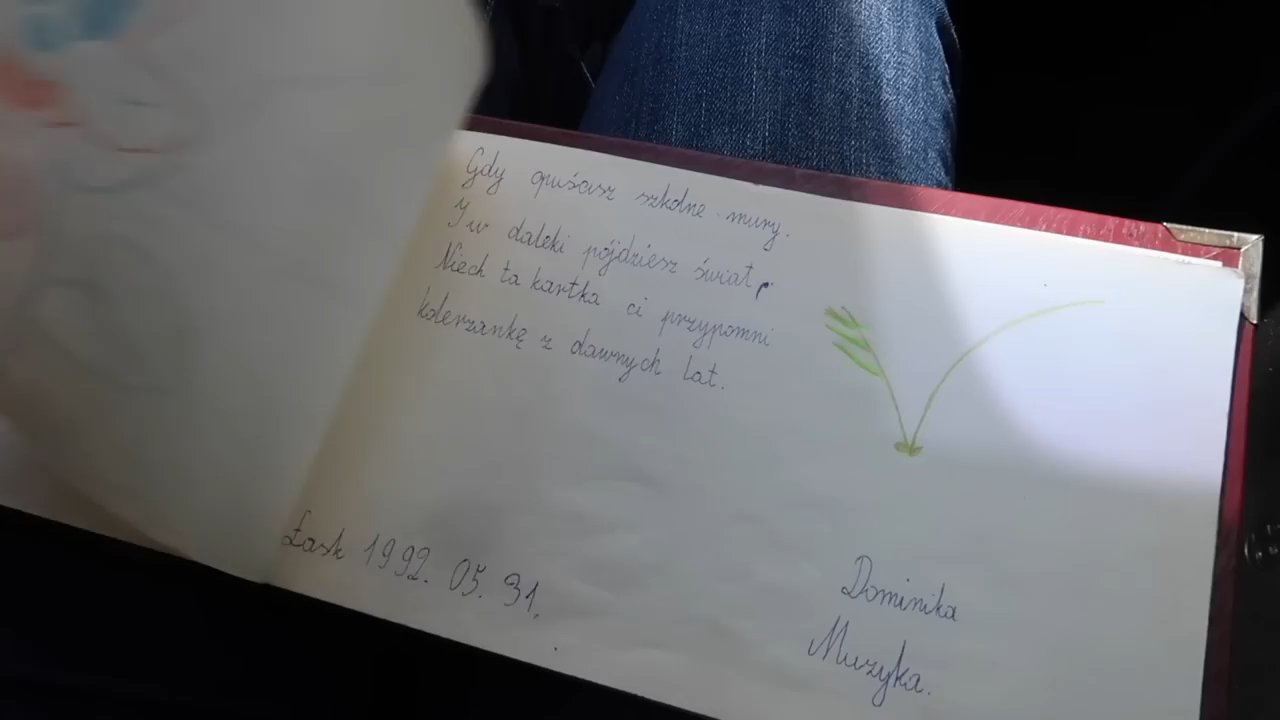 Gdy opuścisz szkolne mury.
I w daleki pójdziesz świat,
Niech ta kartka ci przypomni
kolerzankę z dawnych lat.
Łask 1992. 05. 31.
Dominika
Muzyka.